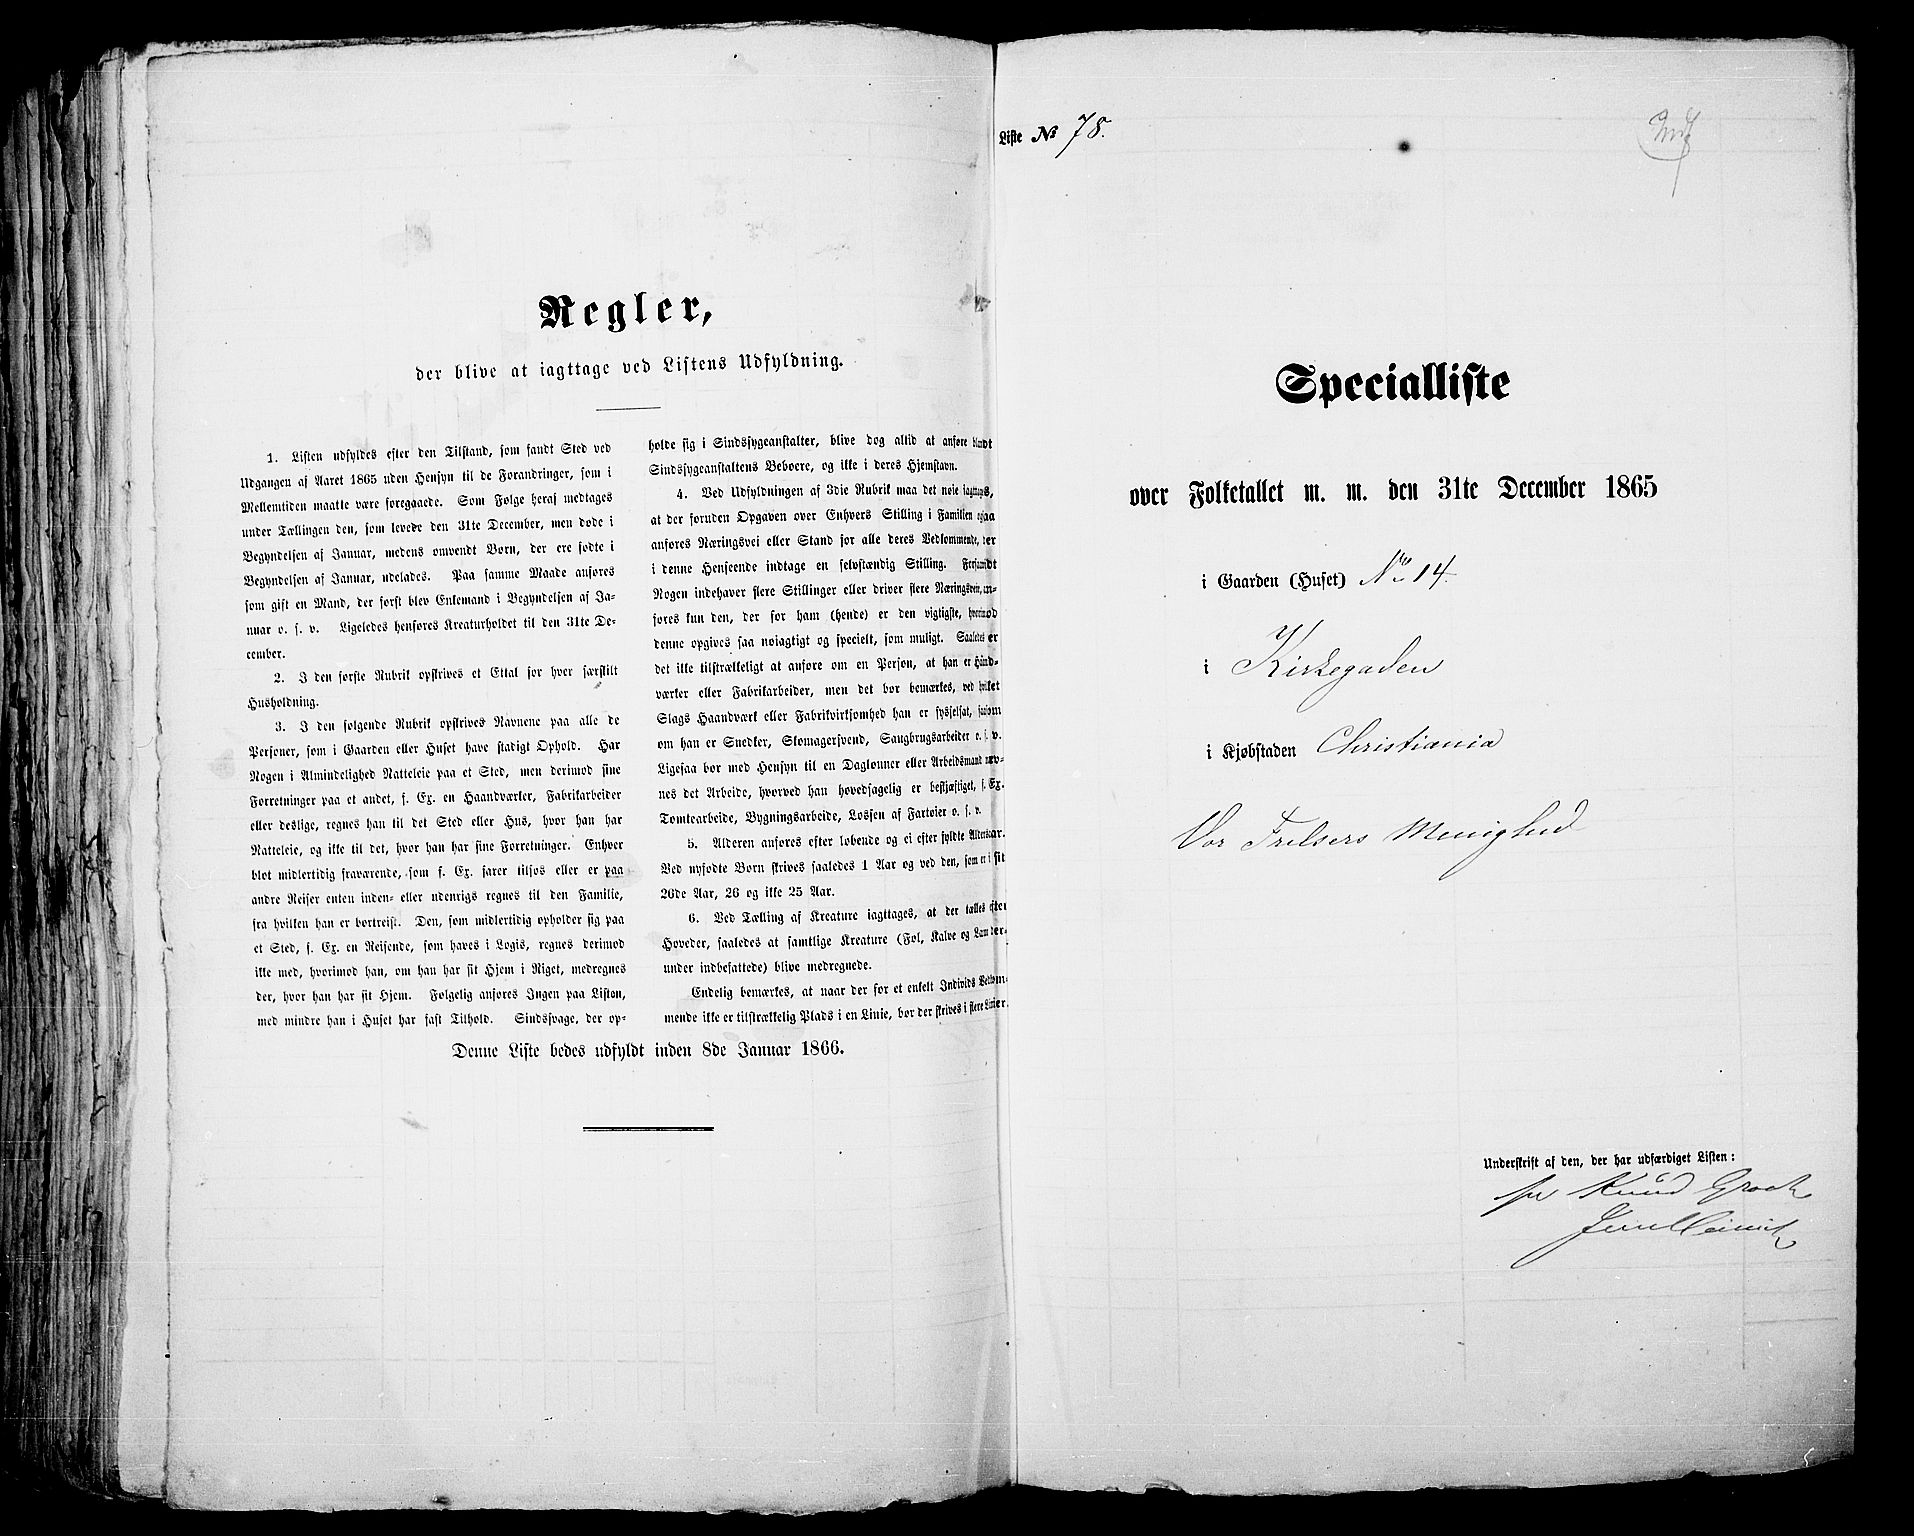 Regler,
der blive at iagttage ved Listens Udfyldning.
1. Listen udfyldes efter den Tilstand, som fandt Sted ved
Udgangen af Aaret 1865 uden Hensyn til de Forandringer, som i
Mellemtiden maatte være foregaaede. Som Følge heraf medtages
under Tællingen den, som levede den 31te December, men døde i
Begyndelsen af Januar, medens omvendt Børn, der ere fødte i
Begyndelsen af Januar, udelades. Paa samme Maade anføres
som gift en Mand, der først blev Enkemand i Begyndelsen af Ja-
nuar o. s. v. Ligeledes henføres Kreaturholdet til den 31te De-
cember.
2. I den første Rubrik opskrives et Ettal for hver særskilt
Husholdning.
3. I den følgende Rubrik opskrives Navnene paa alle de
Personer, som i Gaarden eller Huset have stadigt Ophold. Har
Nogen i Almindelighed Natteleie paa et Sted, men derimod sine
Forretninger paa et andet, f. Ex. en Haandværker, Fabrikarbeider
eller deslige, regnes han til det Sted eller Hus, hvor han har
Natteleie, og ikke til det, hvor han har sine Forretninger. Enhver
blot midlertidig fraværende, som f. Ex. farer tilsøs eller er paa
andre Reiser enten inden- eller udenrigs regnes til den Familie,
fra hvilken han er bortreist. Den, som midlertidig opholder sig paa
et Sted, f. Ex. en Reisende, som haves i Logis, regnes derimod
ikke med, hvorimod han, om han har sit Hjem i Riget, medregnes
der, hvor han har sit Hjem. Følgelig anføres Ingen paa Listen,
med mindre han i Huset har fast Tilhold. Sindssvage, der op-
holde sig i Sindssygeanstalter, blive dog altid at anføre blandt
Sindssygeanstaltens Beboere, og ikke i deres Hjemstavn.
4. Ved Udfyldningen af 3die Rubrik maa det nøie iagttages,
at der foruden Opgaven over Enhvers Stilling i Familien ogsaa
anføres Næringsvei eller Stand for alle deres Vedkommende, der
i denne Henseende indtage en selvstændig Stilling. Forsaavidt
Nogen indehaver flere Stillinger eller driver flere Næringsveie, an-
føres kun den, der for ham (hende) er den vigtigste, hvorimod
denne opgives saa nøiagtigt og specielt, som muligt. Saaledes er
det ikke tilstrækkeligt at anføre om en Person, at han er Haand-
værker eller Fabrikarbeider, men det bør bemærkes, ved hvilket
Slags Haandværk eller Fabrikvirksomhed han er sysselsat, saasom
om han er Snedker, Skomagersvend, Saugbrugsarbeider o. s. v.
Ligesaa bør med Hensyn til en Daglønner eller Arbeidsmand næv-
nes det Arbeide, hvorved han hovedsagelig er beskjæftiget, f. Ex.
Tomtearbeide, Bygningsarbeide, Lossen af Fartøier o. s. v.
5. Alderen anføres efter løbende og ei efter fyldte Aldersaar.
Ved nyfødte Børn skrives saaledes 1 Aar og ved den, som er i sit
26de Aar, 26 og ikke 25 Aar.
6. Ved Tælling af Kreature iagttages, at der tælles efter
Hoveder, saaledes at samtlige Kreature (Føl, Kalve og Lam der-
under indbefattede) blive medregnede.
Endelig bemærkes, at naar der for et enkelt Individs Vedkom-
mende ikke er tilstrækkelig Plads i en Linie, bør der skrives i flere Linier.
Denne Liste bedes udfyldt inden 8de Januar 1866.
Liste № 78.
Specialliste
over Folketallet m. m. den 31te December 1865
i Gaarden (Huset) No 14.
i Kirkegaden
i Kjøbstaden Christiania
Vor Frelsers Menighed
Underskrift af den, der har udfærdiget Listen:
Knud